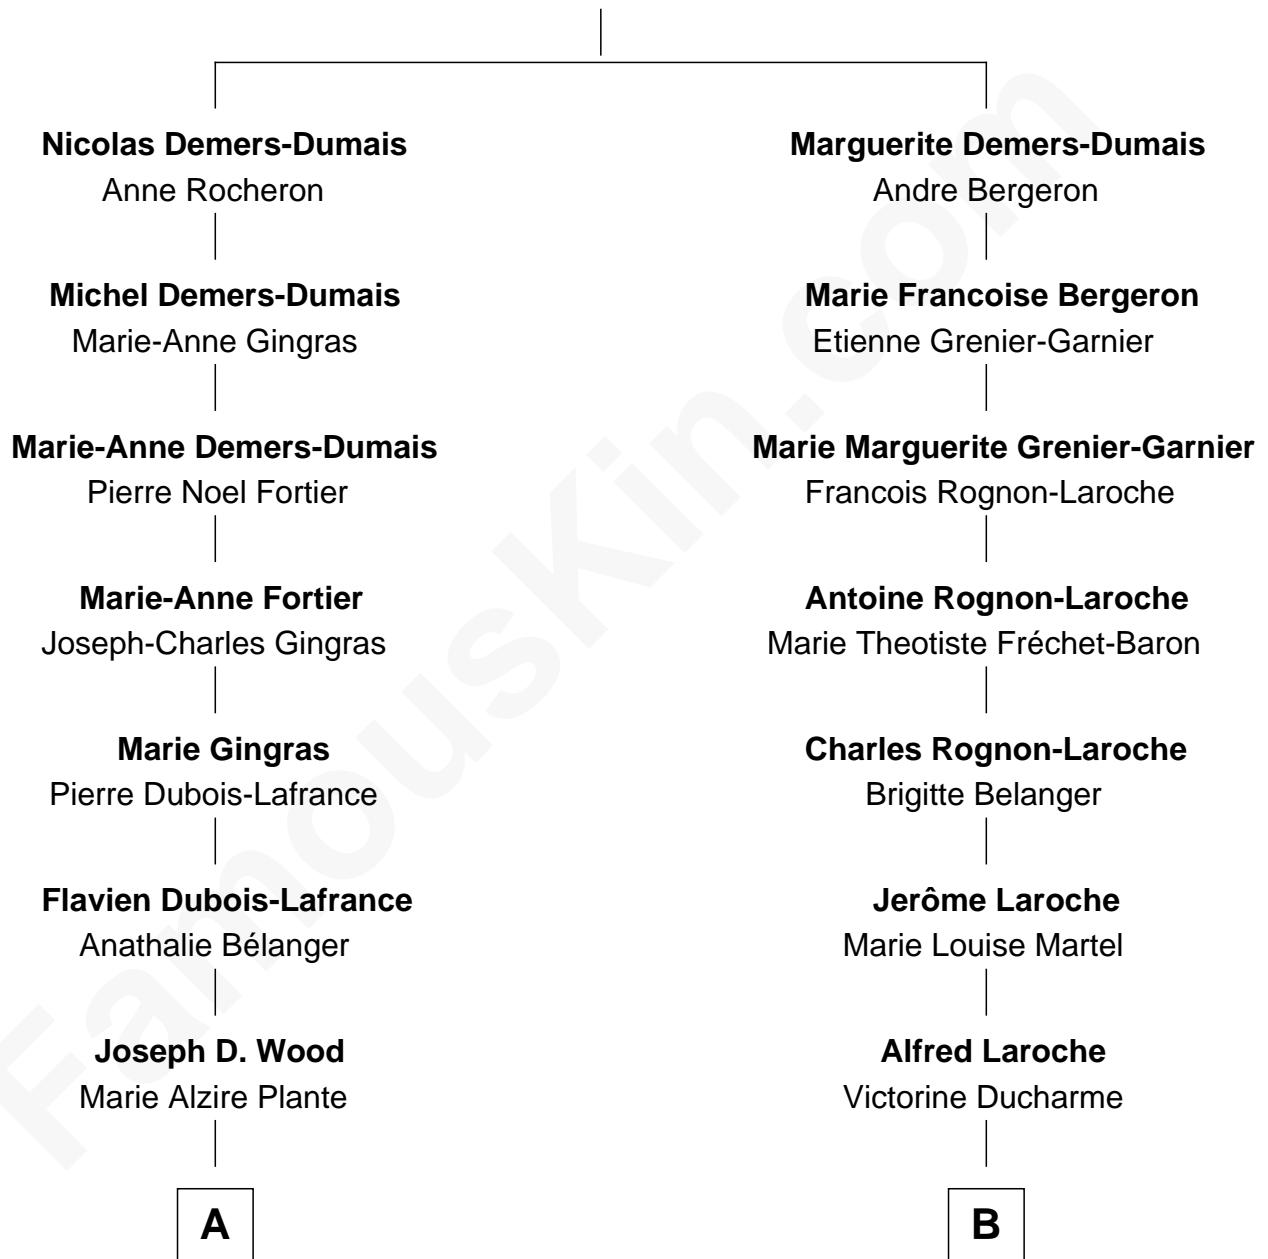 Nicolas Demers-Dumais
Anne Rocheron
Michel Demers-Dumais
Marie-Anne Gingras
Marie-Anne Demers-Dumais
Pierre Noel Fortier
Marie-Anne Fortier
Joseph-Charles Gingras
Marie Gingras
Pierre Dubois-Lafrance
Flavien Dubois-Lafrance
Anathalie Bélanger
Joseph D. Wood
Marie Alzire Plante
A
Marguerite Demers-Dumais
Andre Bergeron
Marie Francoise Bergeron
Etienne Grenier-Garnier
Marie Marguerite Grenier-Garnier
Francois Rognon-Laroche
Antoine Rognon-Laroche
Marie Theotiste Fréchet-Baron
Charles Rognon-Laroche
Brigitte Belanger
Jerôme Laroche
Marie Louise Martel
Alfred Laroche
Victorine Ducharme
B
FamousKin.com